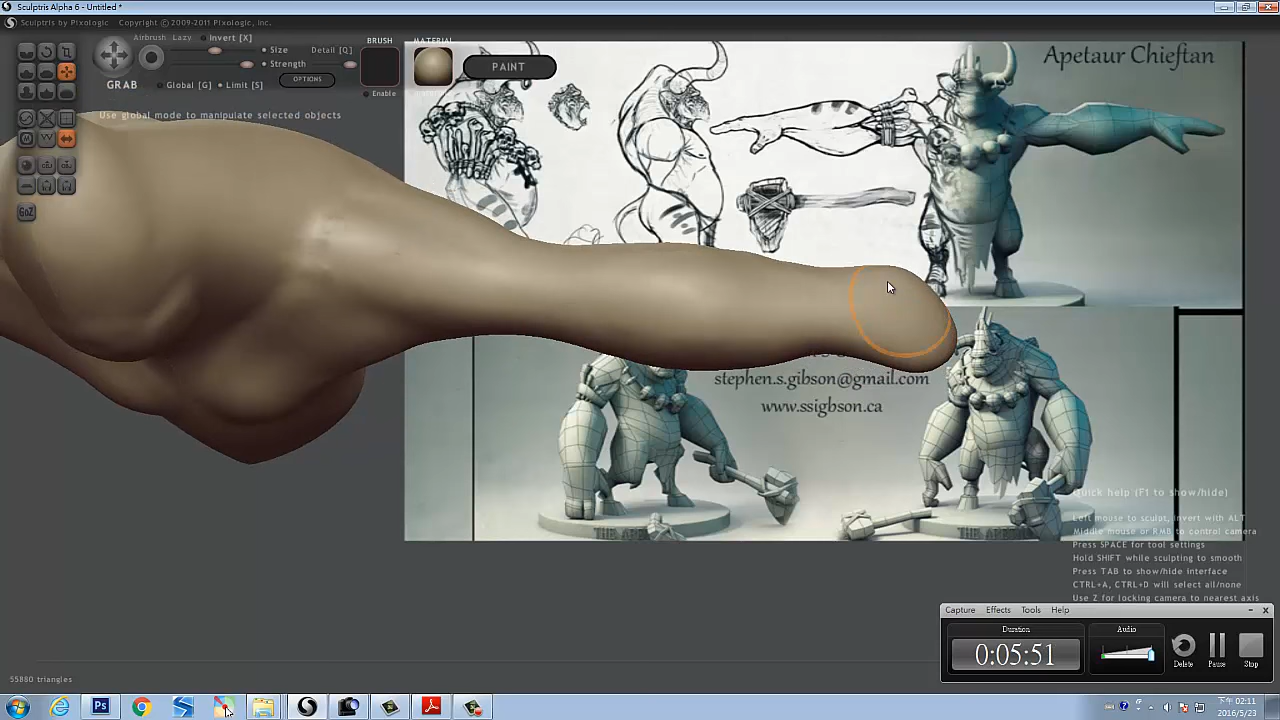 Sculptris Alpha 6 - Untitled *
Sculptris by Pixologic Copyright © 2009-2011 Pixologic, Inc.
Airbrush Lazy Invert [X]
Size Detail [Q]
Strength
GRAB Global [G] Limit [S] OPTIONS
BRUSH
Enable
MATERIAL
PAINT
Use global mode to manipulate selected objects
GoZ
Apetaur Chieftan
stephen.s.gibson@gmail.com
www.ssigbson.ca
Quick help (F1 to show/hide)
Left mouse to sculpt, invert with ALT
Middle mouse or RMB to control camera
Press SPACE for tool settings
Hold SHIFT while sculpting to smooth
Press TAB to show/hide interface
CTRL+A, CTRL+D will select all/none
Use Z for locking camera to nearest axis
Capture Effects Tools Help
Duration
0:05:51
Audio
Delete Pause Stop
55880 triangles
Ps
下午 02:11
2016/5/23